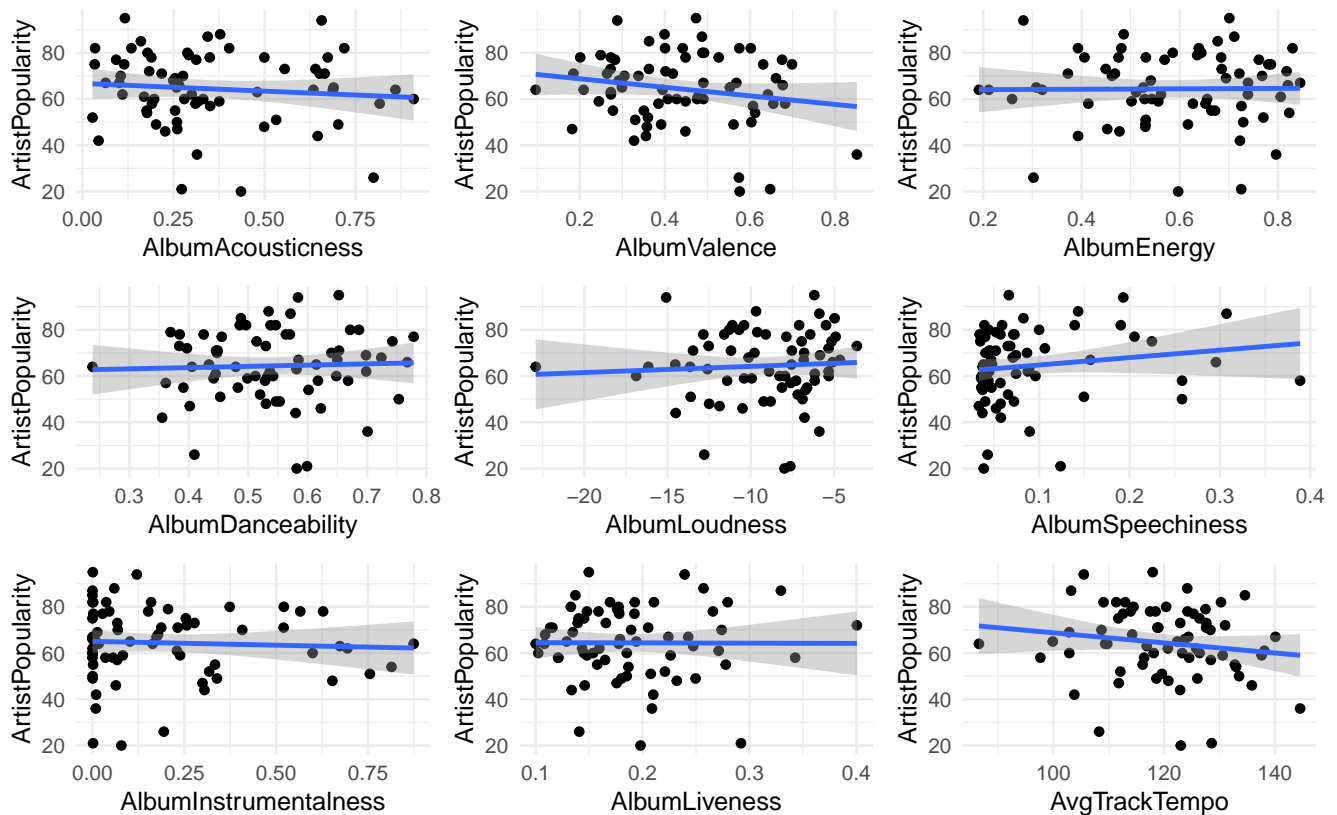 ArtistPopularity
80
60
40
20
0.00 0.25 0.50 0.75
AlbumAcousticness
ArtistPopularity
80
60
40
20
0.2 0.4 0.6 0.8
AlbumValence
ArtistPopularity
80
60
40
20
0.2 0.4 0.6 0.8
AlbumEnergy
ArtistPopularity
80
60
40
20
0.3 0.4 0.5 0.6 0.7 0.8
AlbumDanceability
ArtistPopularity
80
60
40
20
−20 −15 −10 −5
AlbumLoudness
ArtistPopularity
80
60
40
20
0.1 0.2 0.3 0.4
AlbumSpeechiness
ArtistPopularity
80
60
40
20
0.00 0.25 0.50 0.75
AlbumInstrumentalness
ArtistPopularity
80
60
40
20
0.1 0.2 0.3 0.4
AlbumLiveness
ArtistPopularity
80
60
40
20
100 120 140
AvgTrackTempo